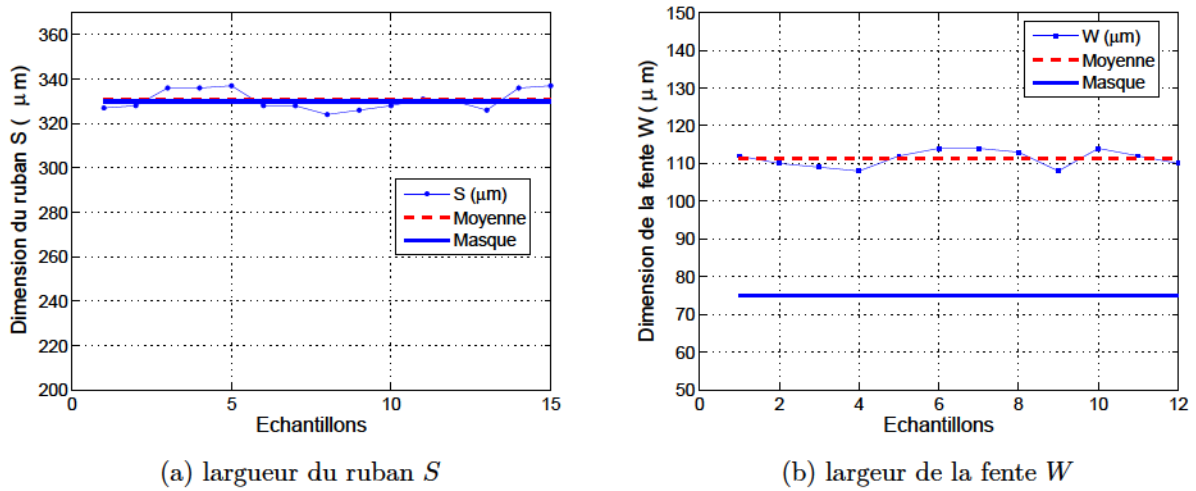 360
340
320
300
280
260
240
220
200
0
5
10
15
Dimension du ruban S ( μ m)
Echantillons
S (μm)
Moyenne
Masque
(a) largueur du ruban S
150
140
130
120
110
100
90
80
70
60
50
0
2
4
6
8
10
12
Dimension de la fente W ( μ m)
Echantillons
W (μm)
Moyenne
Masque
(b) largeur de la fente W